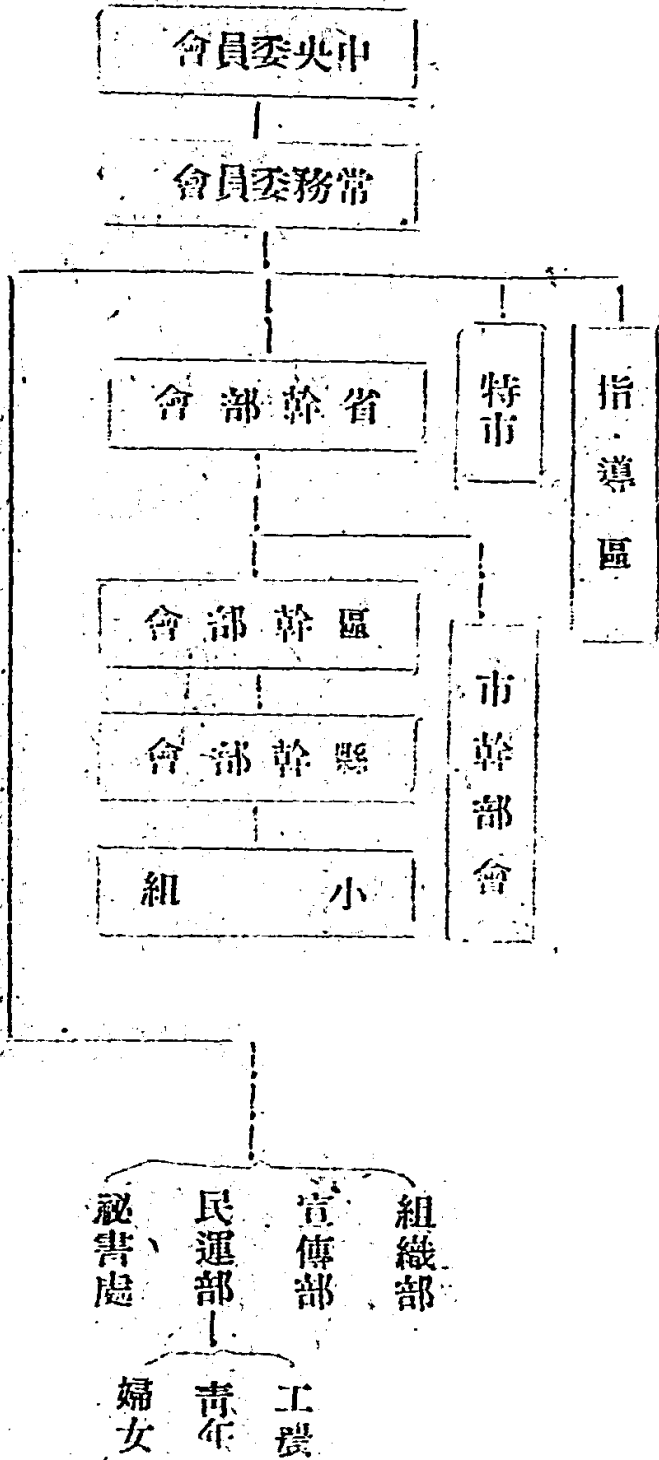 中央委員會
常務委員會
指導區
特市
省幹部會
市幹部會
區幹部會
縣幹部會
小組
組織部
宣傳部
民運部
祕書處
工農
青年
婦女